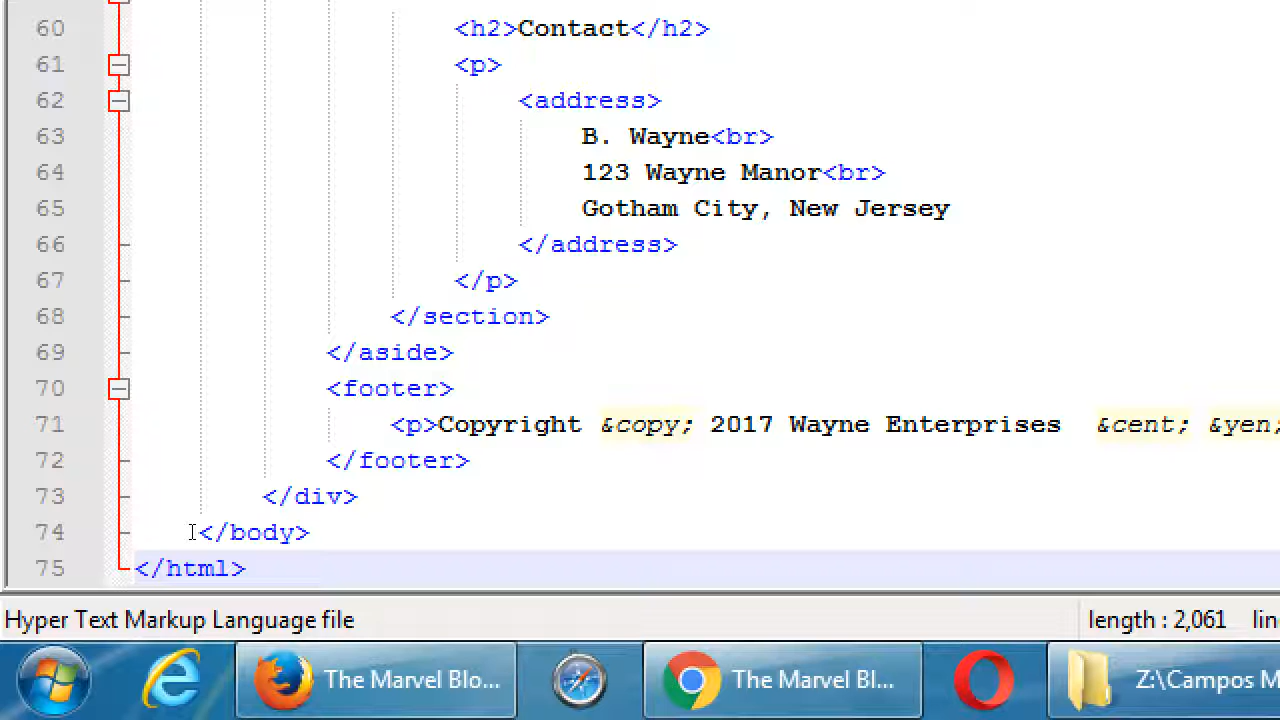 60 <h2>Contact</h2>
61 <p>
62 <address>
63 B. Wayne<br>
64 123 Wayne Manor<br>
65 Gotham City, New Jersey
66 </address>
67 </p>
68 </section>
69 </aside>
70 <footer>
71 <p>Copyright &copy; 2017 Wayne Enterprises &cent; &yen;
72 </footer>
73 </div>
74 </body>
75 </html>
Hyper Text Markup Language file length : 2,061 lin
The Marvel Blo... The Marvel Bl... Z:\Campos M